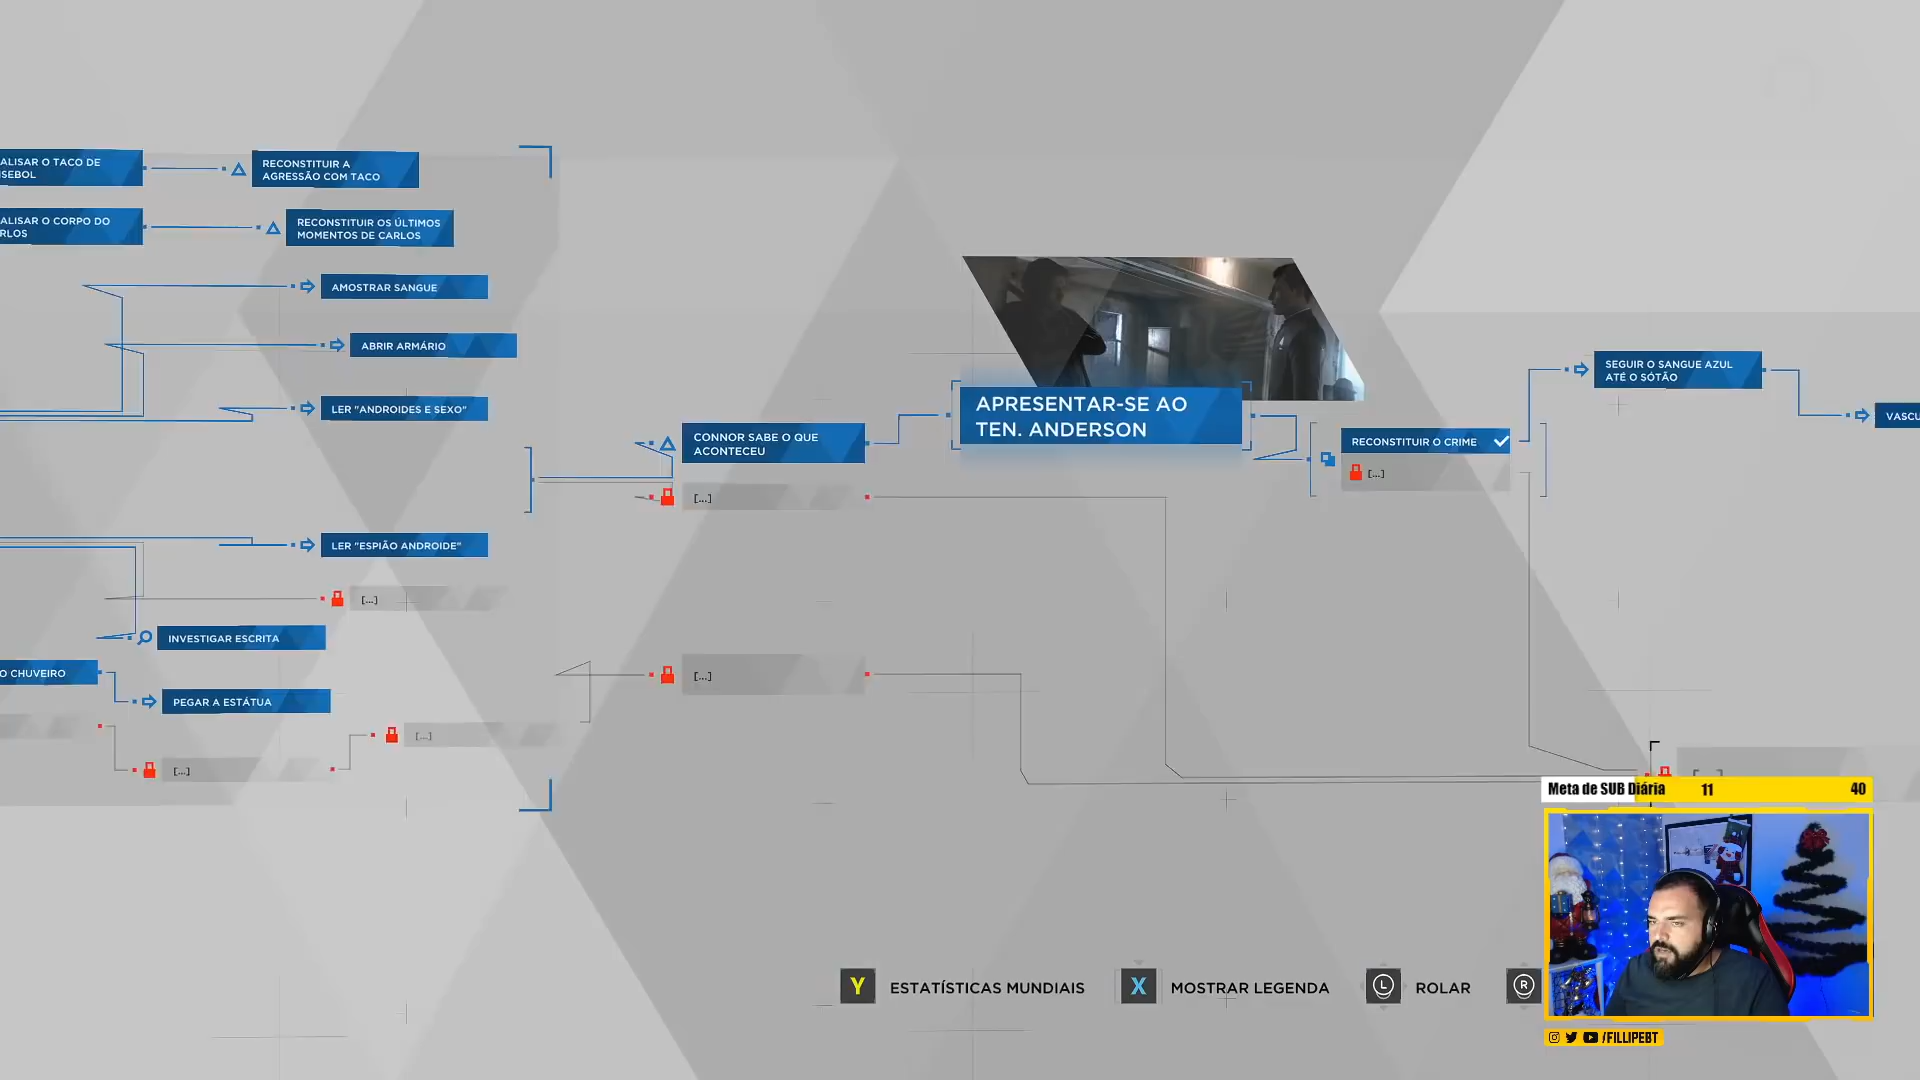 ALISAR O TACO DE
SEBOL
RECONSTITUIR A
AGRESSÃO COM TACO
ALISAR O CORPO DO
RLOS
RECONSTITUIR OS ÚLTIMOS
MOMENTOS DE CARLOS
AMOSTRAR SANGUE
ABRIR ARMÁRIO
LER "ANDROIDES E SEXO"
CONNOR SABE O QUE
ACONTECEU
[...]
APRESENTAR-SE AO
TEN. ANDERSON
RECONSTITUIR O CRIME
[...]
SEGUIR O SANGUE AZUL
ATÉ O SÓTÃO
VASCU
LER "ESPIÃO ANDROIDE"
[...]
INVESTIGAR ESCRITA
O CHUVEIRO
PEGAR A ESTÁTUA
[...]
[...]
[...]
[...]
Meta de SUB Diária 11 40
Y ESTATÍSTICAS MUNDIAIS
X MOSTRAR LEGENDA
L ROLAR
R
/FILLIPEBT